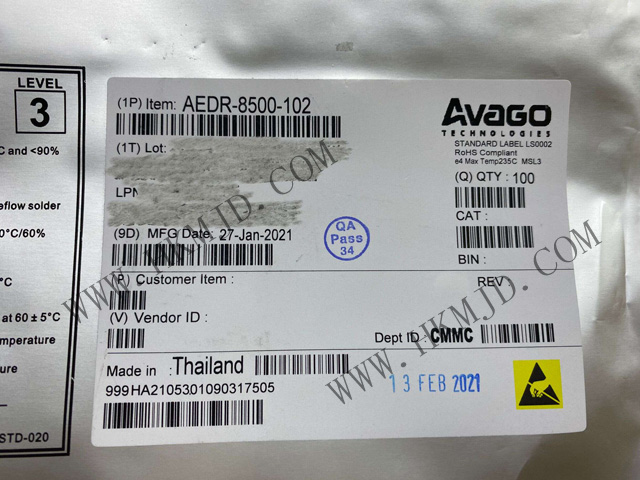 LEVEL
3
C and <90%
eflow solder
0°C/60%
°C
at 60 ± 5°C
mperature
ure
STD-020
(1P) Item: AEDR-8500-102
AVAGO
TECHNOLOGIES
STANDARD LABEL LS0002
RoHS Compliant
e4 Max Temp235C MSL3
(1T) Lot:
(Q) QTY: 100
LPN
CAT :
(9D) MFG Date: 27-Jan-2021
QA
Pass
34
BIN :
(P) Customer Item :
REV
(V) Vendor ID :
Dept ID : CMMC
Made in : Thailand
999HA2105301090317505
13 FEB 2021
WWW.HKMJD.COM
WWW.HKMJD.COM